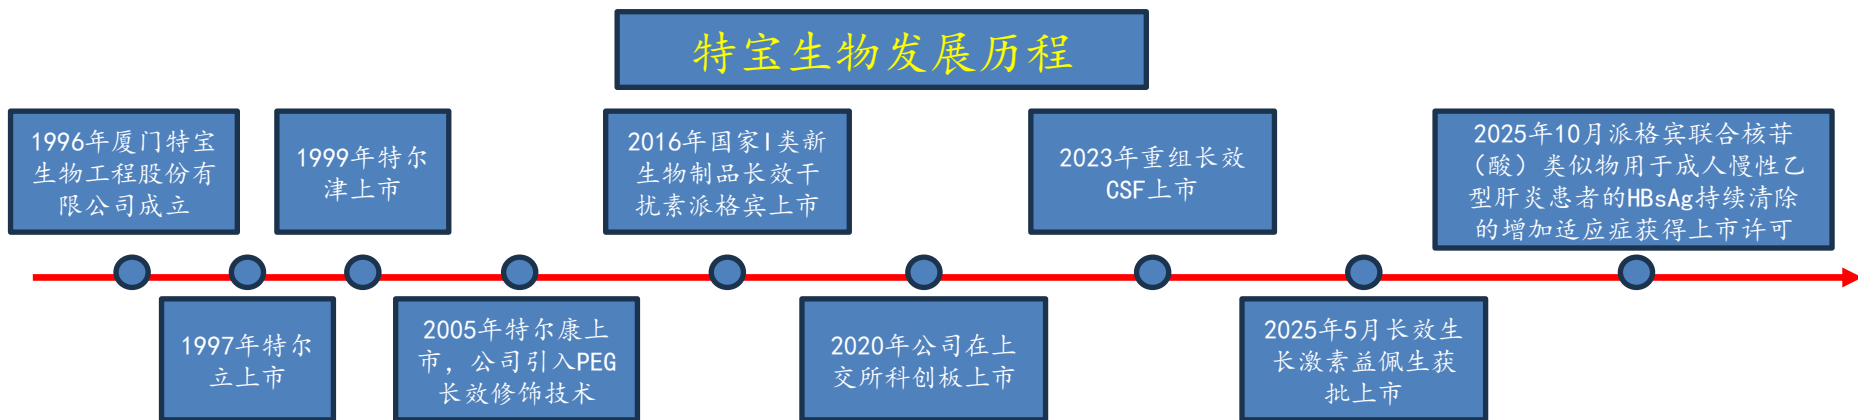 特宝生物发展历程
1996年厦门特宝
生物工程股份有
限公司成立
1997年特尔
立上市
1999年特尔
津上市
2005年特尔康上
市，公司引入PEG
长效修饰技术
2016年国家I类新
生物制品长效干
扰素派格宾上市
2020年公司在上
交所科创板上市
2023年重组长效
CSF上市
2025年5月长效生
长激素益佩生获
批上市
2025年10月派格宾联合核苷
（酸）类似物用于成人慢性乙
型肝炎患者的HBsAg持续清除
的增加适应症获得上市许可